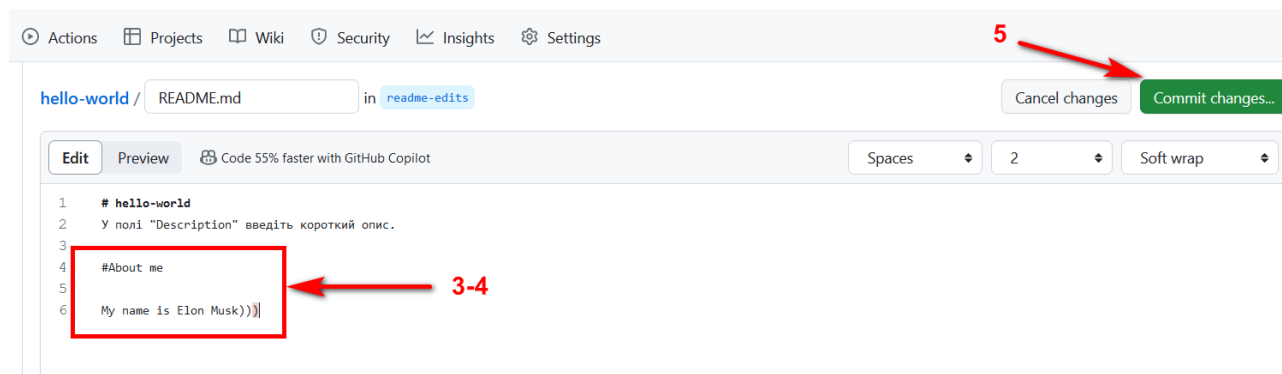 Actions Projects Wiki Security Insights Settings
5
hello-world / README.md in readme-edits Cancel changes Commit changes...
Edit Preview Code 55% faster with GitHub Copilot Spaces 2 Soft wrap
1 # hello-world
2 У полі "Description" введіть короткий опис.
3
4 #About me
5
6 My name is Elon Musk)))
3-4